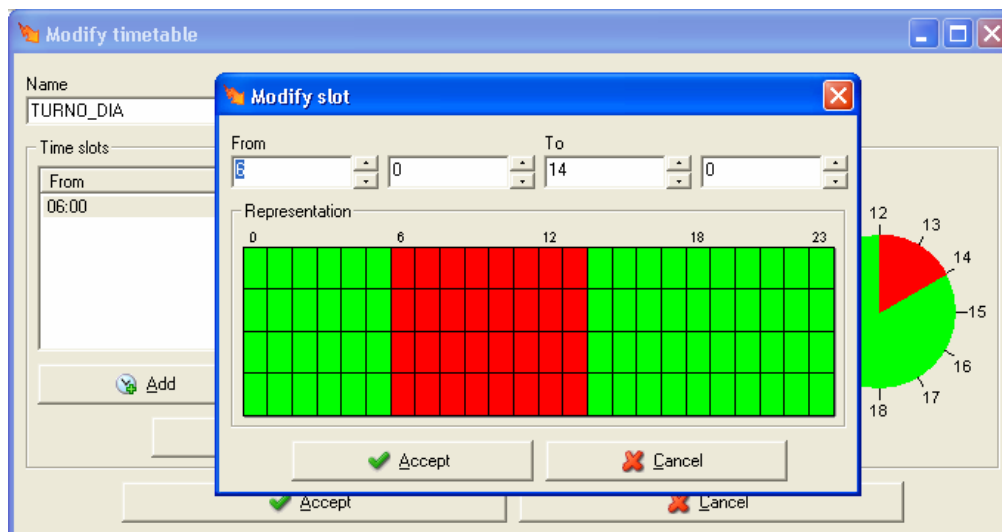 Modify timetable
Name
TURNO_DIA
Time slots
From
06:00
Add
Modify slot
From To
6 0 14 0
Representation
0 6 12 18 23
Accept Cancel
12
13
14
15
16
17
18
Accept Cancel